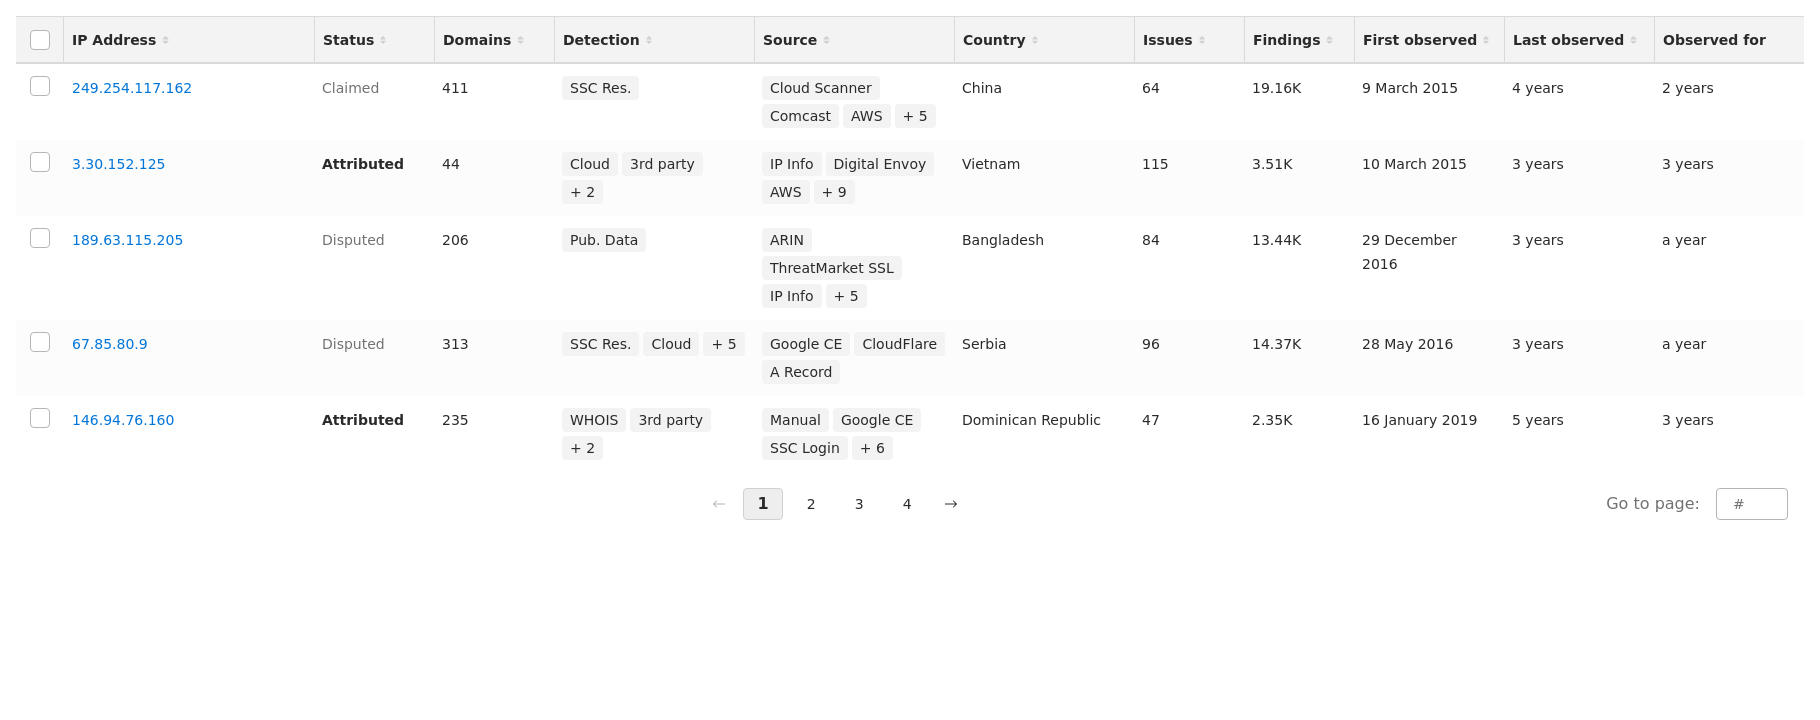 IP Address Status Domains Detection Source Country Issues Findings First observed Last observed Observed for
249.254.117.162 Claimed 411 SSC Res. Cloud Scanner China 64 19.16K 9 March 2015 4 years 2 years
Comcast AWS + 5
3.30.152.125 Attributed 44 Cloud 3rd party IP Info Digital Envoy Vietnam 115 3.51K 10 March 2015 3 years 3 years
+ 2 AWS + 9
189.63.115.205 Disputed 206 Pub. Data ARIN Bangladesh 84 13.44K 29 December 3 years a year
ThreatMarket SSL 2016
IP Info + 5
67.85.80.9 Disputed 313 SSC Res. Cloud + 5 Google CE CloudFlare Serbia 96 14.37K 28 May 2016 3 years a year
A Record
146.94.76.160 Attributed 235 WHOIS 3rd party Manual Google CE Dominican Republic 47 2.35K 16 January 2019 5 years 3 years
+ 2 SSC Login + 6
← 1 2 3 4 → Go to page: #